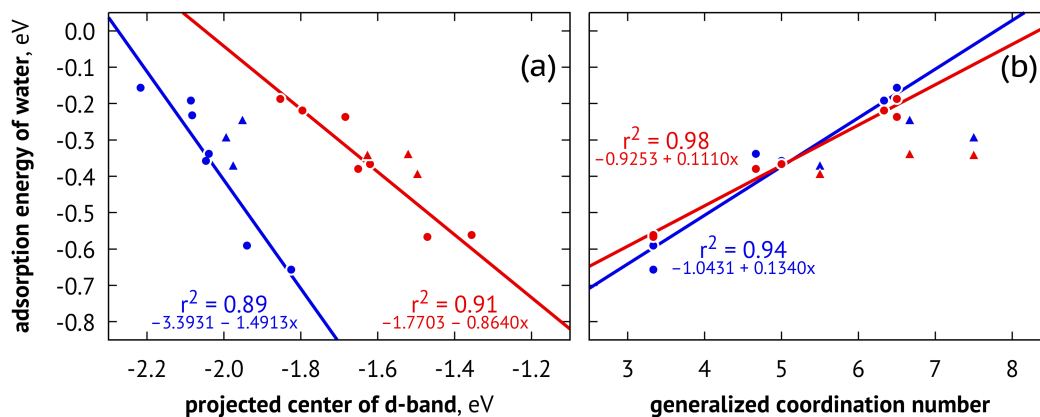 adsorption energy of water, eV
0.0
-0.1
-0.2
-0.3
-0.4
-0.5
-0.6
-0.7
-0.8
(a)
r² = 0.89
−3.3931 − 1.4913x
r² = 0.91
−1.7703 − 0.8640x
-2.2 -2.0 -1.8 -1.6 -1.4 -1.2
projected center of d-band, eV
(b)
r² = 0.98
−0.9253 + 0.1110x
r² = 0.94
−1.0431 + 0.1340x
3 4 5 6 7 8
generalized coordination number